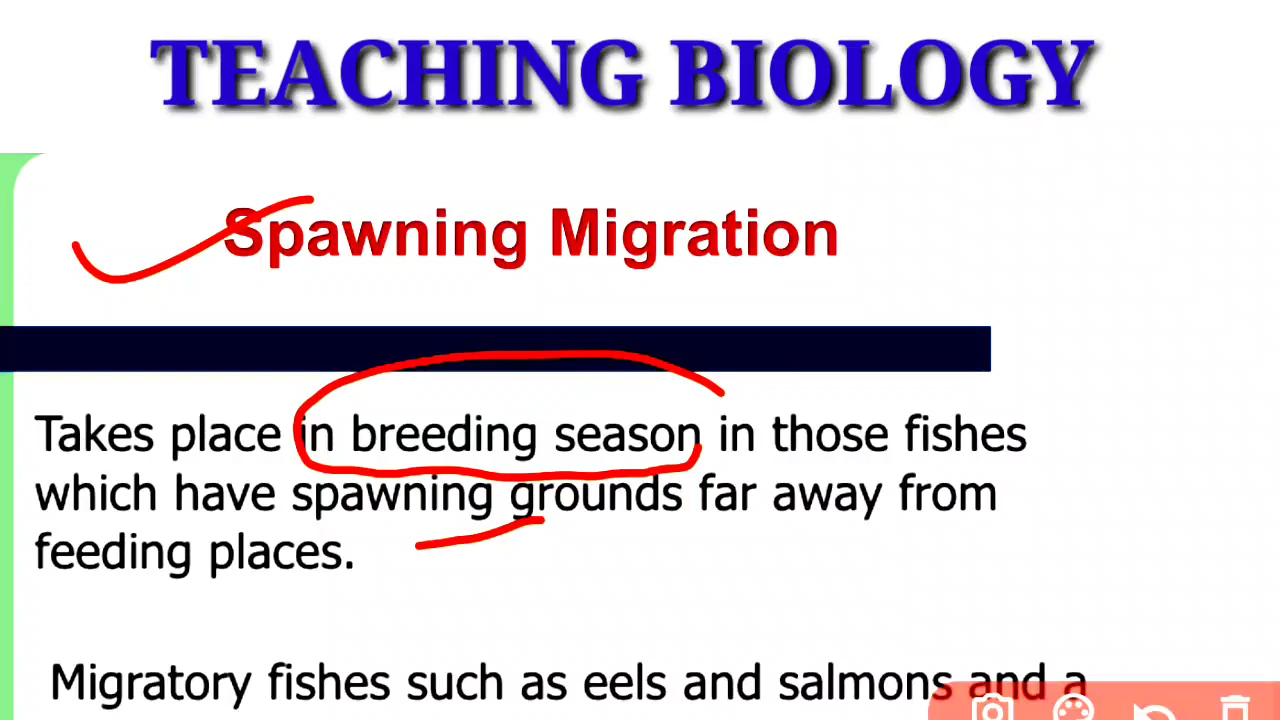 TEACHING BIOLOGY
Spawning Migration
Takes place in breeding season in those fishes
which have spawning grounds far away from
feeding places.
Migratory fishes such as eels and salmons and a